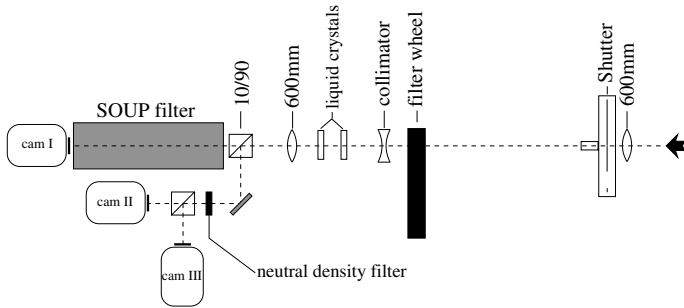 SOUP filter
10/90
600mm
liquid crystals
collimator
filter wheel
Shutter
600mm
cam I
cam II
cam III
neutral density filter